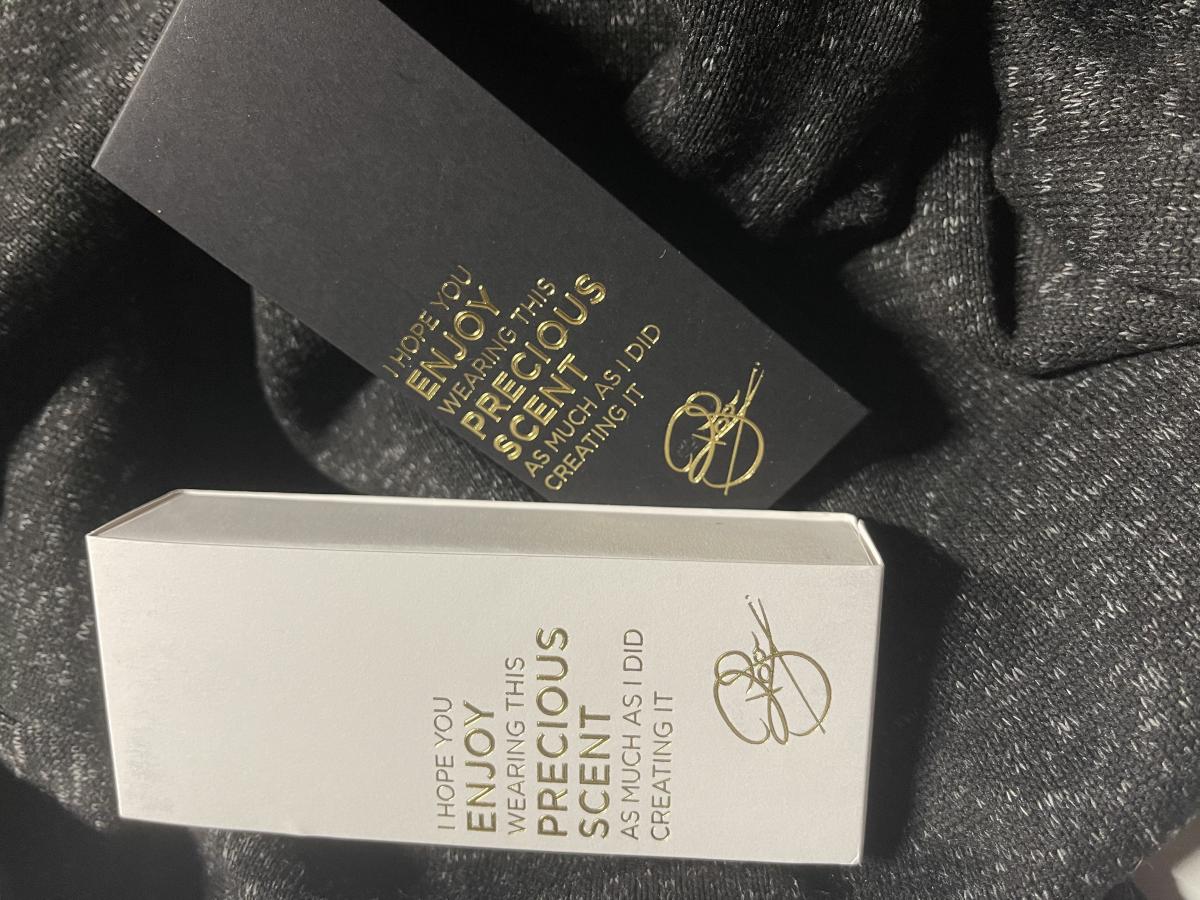 I HOPE YOU
ENJOY
WEARING THIS
PRECIOUS
SCENT
AS MUCH AS I DID
CREATING IT
I HOPE YOU
ENJOY
WEARING THIS
PRECIOUS
SCENT
AS MUCH AS I DID
CREATING IT